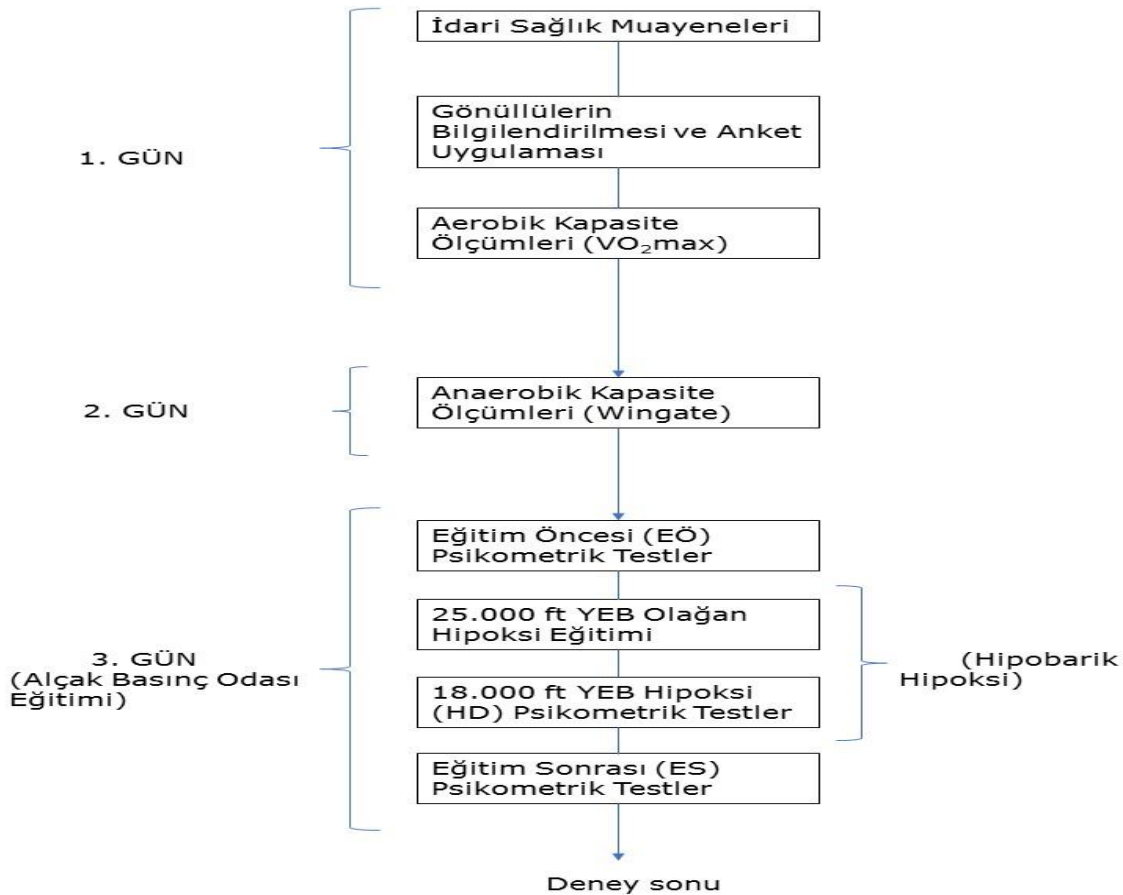 İdari Sağlık Muayeneleri
Gönüllülerin
Bilgilendirilmesi ve Anket
Uygulaması
1. GÜN
Aerobik Kapasite
Ölçümleri (VO₂max)
Anaerobik Kapasite
Ölçümleri (Wingate)
2. GÜN
Eğitim Öncesi (EÖ)
Psikometrik Testler
25.000 ft YEB Olağan
Hipoksi Eğitimi
3. GÜN
(Alçak Basınç Odası
Eğitimi)
(Hipobarik
Hipoksi)
18.000 ft YEB Hipoksi
(HD) Psikometrik Testler
Eğitim Sonrası (ES)
Psikometrik Testler
Deney sonu